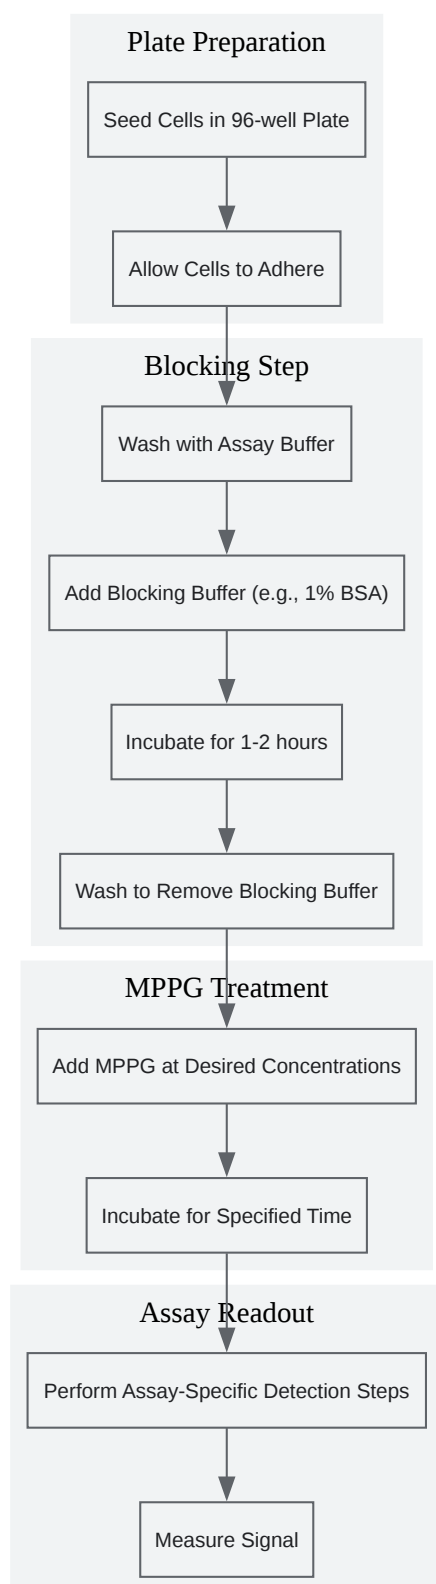 Plate Preparation
Seed Cells in 96-well Plate
Allow Cells to Adhere
Blocking Step
Wash with Assay Buffer
Add Blocking Buffer (e.g., 1% BSA)
Incubate for 1-2 hours
Wash to Remove Blocking Buffer
MPPG Treatment
Add MPPG at Desired Concentrations
Incubate for Specified Time
Assay Readout
Perform Assay-Specific Detection Steps
Measure Signal